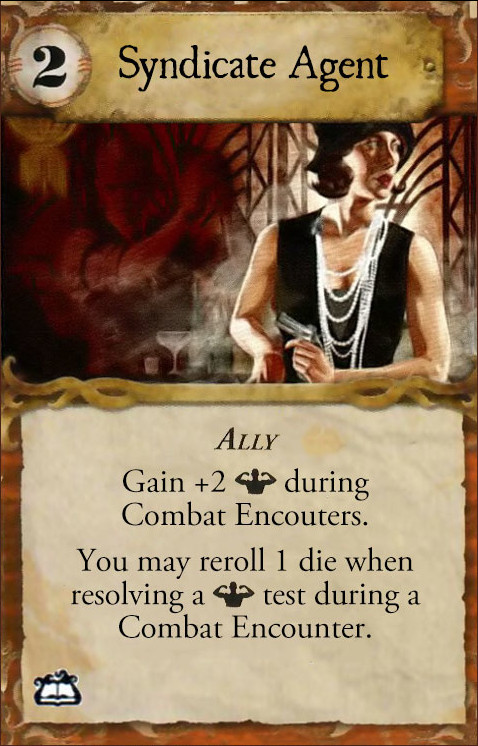 2
Syndicate Agent
Ally
Gain +2 during
Combat Encouters.
You may reroll 1 die when
resolving a test during a
Combat Encounter.